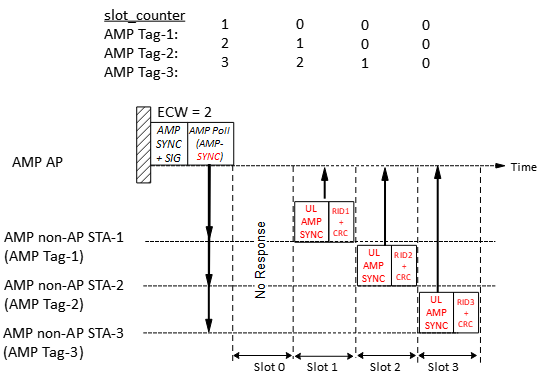 slot_counter
AMP Tag-1: 1 0 0 0
AMP Tag-2: 2 1 0 0
AMP Tag-3: 3 2 1 0
ECW = 2
AMP SYNC + SIG
AMP Poll (AMP-SYNC)
AMP AP
Time
UL AMP SYNC
RID1 + CRC
AMP non-AP STA-1
(AMP Tag-1)
No Response
UL AMP SYNC
RID2 + CRC
AMP non-AP STA-2
(AMP Tag-2)
UL AMP SYNC
RID3 + CRC
AMP non-AP STA-3
(AMP Tag-3)
Slot 0 Slot 1 Slot 2 Slot 3